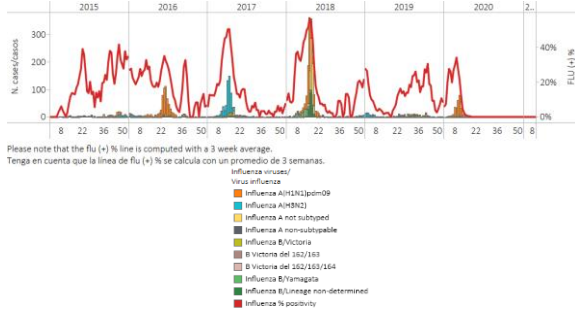 2015 2016 2017 2018 2019 2020 2..
N. cases/casos
300
200
100
0
FLU (+) %
40%
20%
0%
8 22 36 50 8 22 36 50 8 22 36 50 8 22 36 50 8 22 36 50 8 22 36 50 8
Please note that the flu (+) % line is computed with a 3 week average.
Tenga en cuenta que la línea de flu (+) % se calcula con un promedio de 3 semanas.
Influenza viruses/
Virus influenza
Influenza A(H1N1)pdm09
Influenza A(H3N2)
Influenza A not subtyped
Influenza A non-subtypable
Influenza B/Victoria
B Victoria del 162/163
B Victoria del 162/163/164
Influenza B/Yamagata
Influenza B/Lineage non-determined
Influenza % positivity